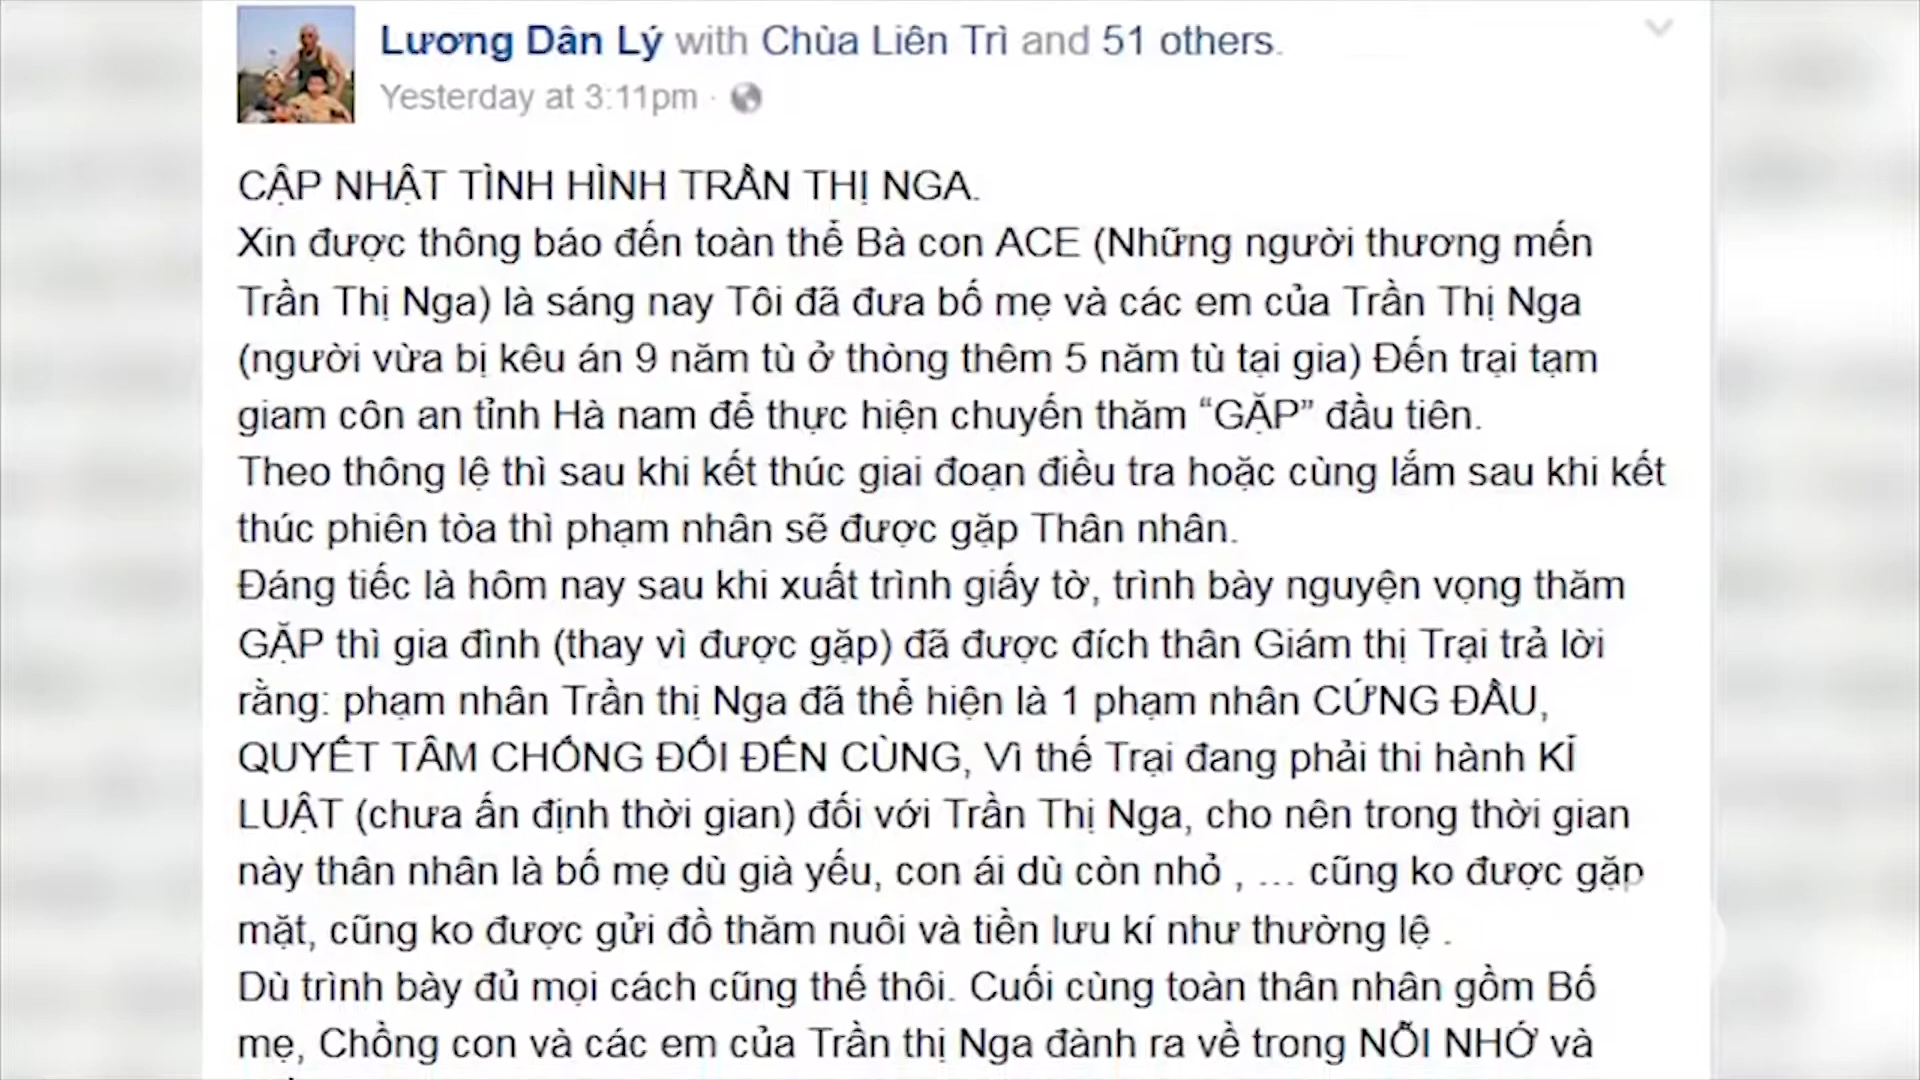 Lương Dân Lý with Chùa Liên Trì and 51 others.
Yesterday at 3:11pm ·
CẬP NHẬT TÌNH HÌNH TRẦN THỊ NGA.
Xin được thông báo đến toàn thể Bà con ACE (Những người thương mến
Trần Thị Nga) là sáng nay Tôi đã đưa bố mẹ và các em của Trần Thị Nga
(người vừa bị kêu án 9 năm tù ở thòng thêm 5 năm tù tại gia) Đến trại tạm
giam côn an tỉnh Hà nam để thực hiện chuyến thăm “GẶP” đầu tiên.
Theo thông lệ thì sau khi kết thúc giai đoạn điều tra hoặc cùng lắm sau khi kết
thúc phiên tòa thì phạm nhân sẽ được gặp Thân nhân.
Đáng tiếc là hôm nay sau khi xuất trình giấy tờ, trình bày nguyện vọng thăm
GẶP thì gia đình (thay vì được gặp) đã được đích thân Giám thị Trại trả lời
rằng: phạm nhân Trần thị Nga đã thể hiện là 1 phạm nhân CỨNG ĐẦU,
QUYẾT TÂM CHỐNG ĐỐI ĐẾN CÙNG, Vì thế Trại đang phải thi hành KỈ
LUẬT (chưa ấn định thời gian) đối với Trần Thị Nga, cho nên trong thời gian
này thân nhân là bố mẹ dù già yếu, con ái dù còn nhỏ , ... cũng ko được gặp
mặt, cũng ko được gửi đồ thăm nuôi và tiền lưu kí như thường lệ .
Dù trình bày đủ mọi cách cũng thế thôi. Cuối cùng toàn thân nhân gồm Bố
mẹ, Chồng con và các em của Trần thị Nga đành ra về trong NỖI NHỚ và